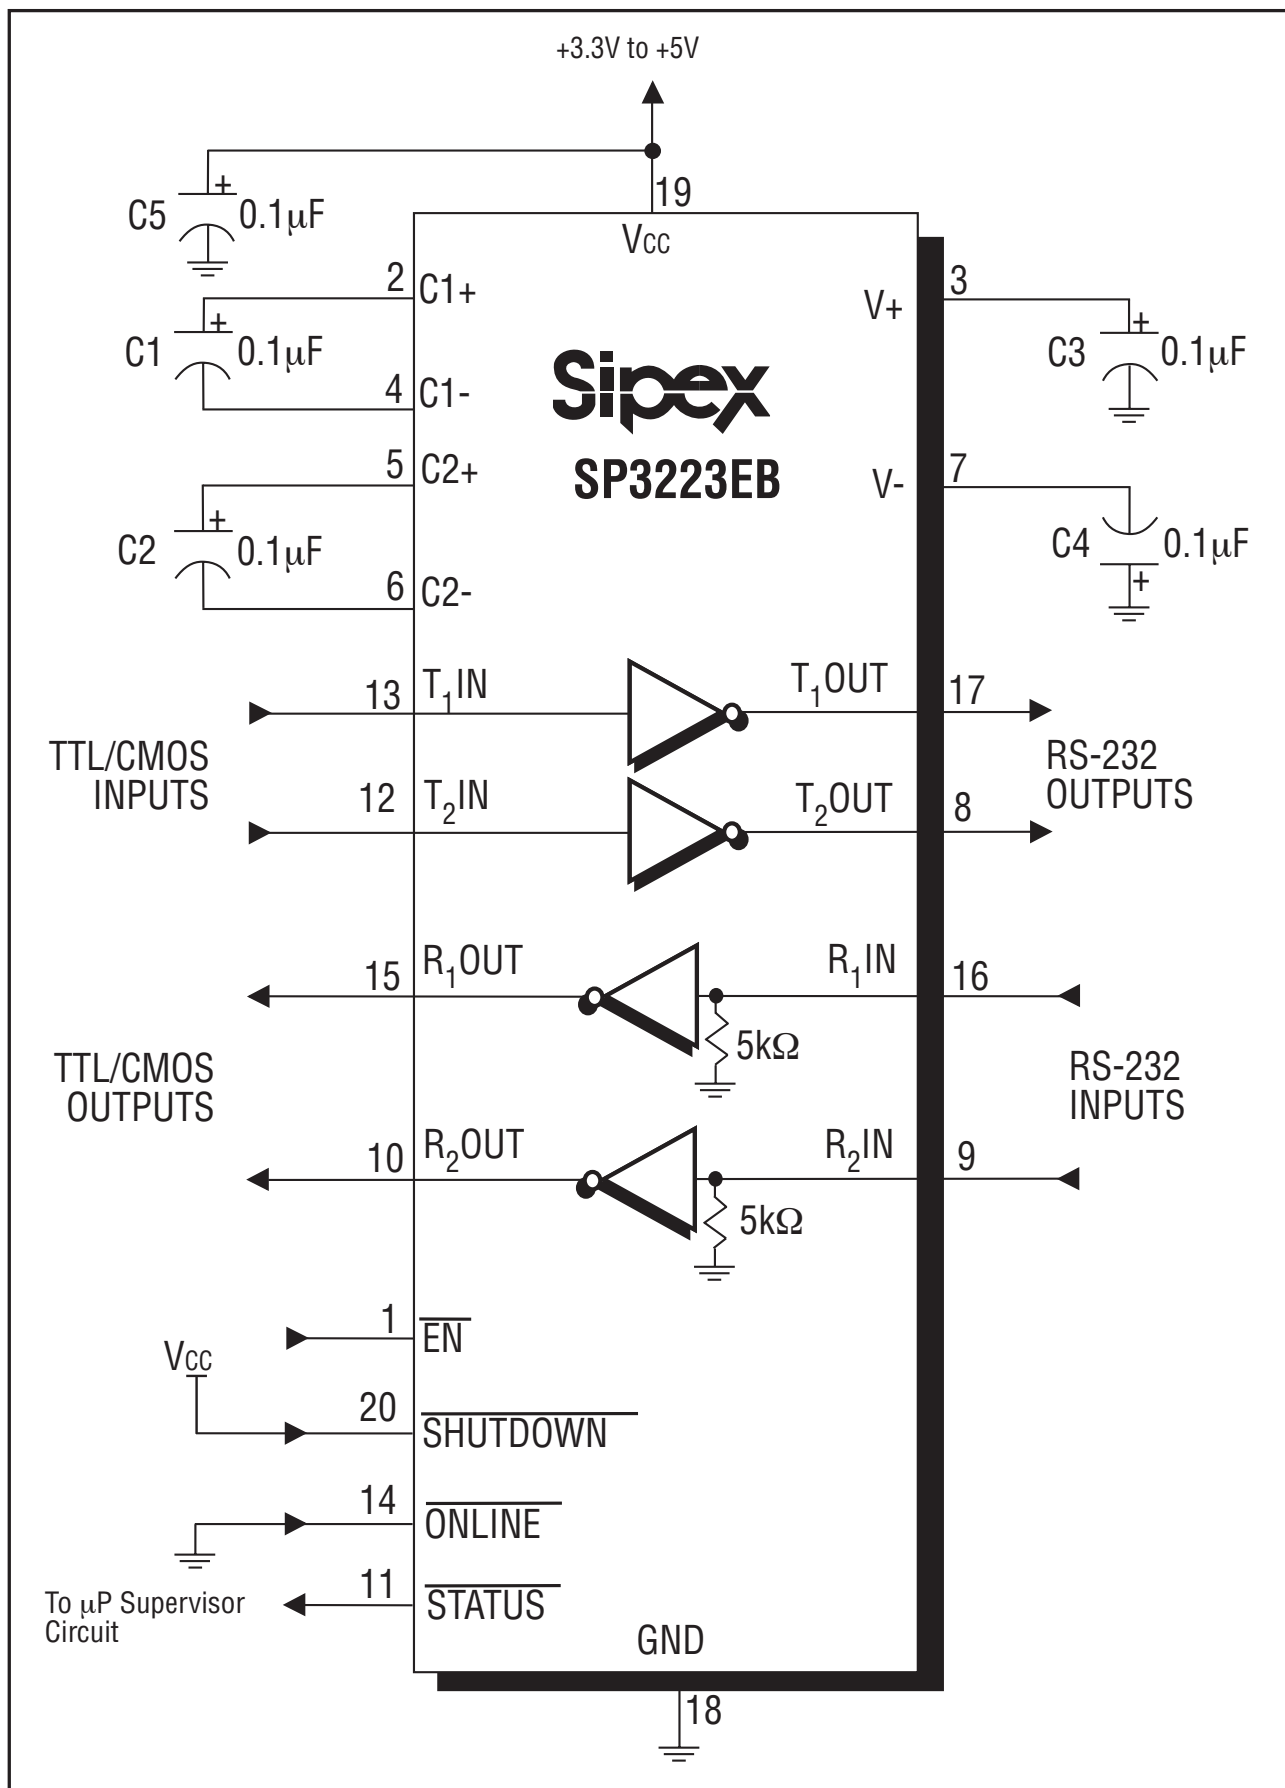 +3.3V to +5V
19
VCC
C5
+
0.1μF
2
C1+
C1
+
0.1μF
4
C1-
5
C2+
C2
+
0.1μF
6
C2-
Sipex
SP3223EB
3
V+
C3
+
0.1μF
7
V-
C4
0.1μF
+
13
T1IN
T1OUT
17
TTL/CMOS
INPUTS
RS-232
OUTPUTS
12
T2IN
T2OUT
8
15
R1OUT
R1IN
16
5kΩ
TTL/CMOS
OUTPUTS
RS-232
INPUTS
10
R2OUT
R2IN
9
5kΩ
1
EN
VCC
20
SHUTDOWN
14
ONLINE
To μP Supervisor
Circuit
11
STATUS
GND
18